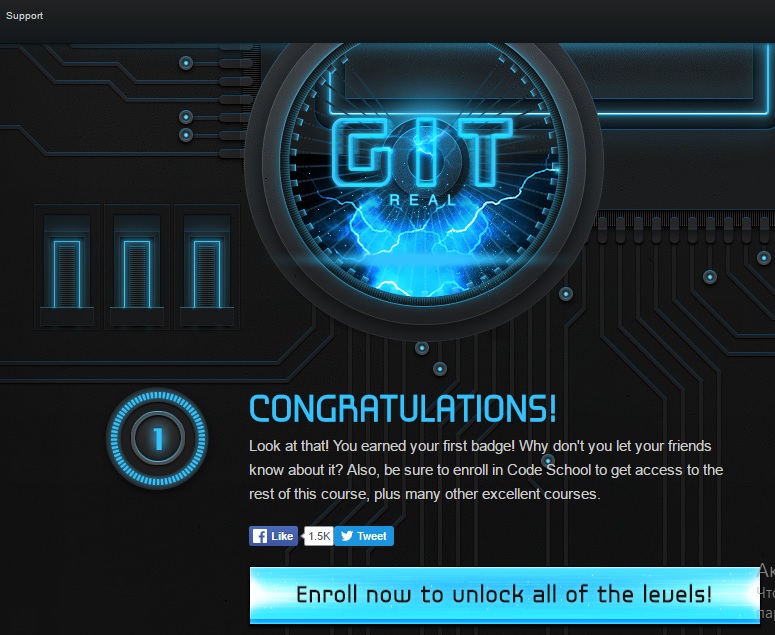 Support
GIT
REAL
1
CONGRATULATIONS!
Look at that! You earned your first badge! Why don't you let your friends
know about it? Also, be sure to enroll in Code School to get access to the
rest of this course, plus many other excellent courses.
Like 1.5K Tweet
Enroll now to unlock all of the levels!